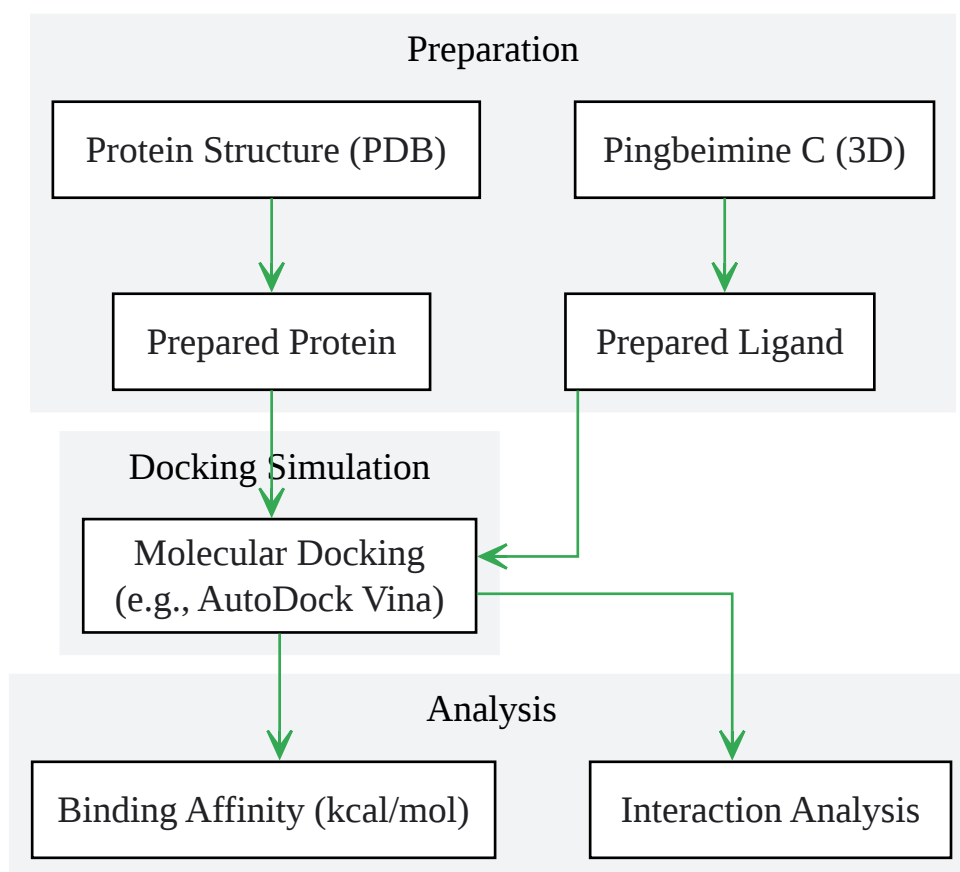 Preparation
Protein Structure (PDB)
Pingbeimine C (3D)
Prepared Protein
Prepared Ligand
Docking Simulation
Molecular Docking
(e.g., AutoDock Vina)
Analysis
Binding Affinity (kcal/mol)
Interaction Analysis